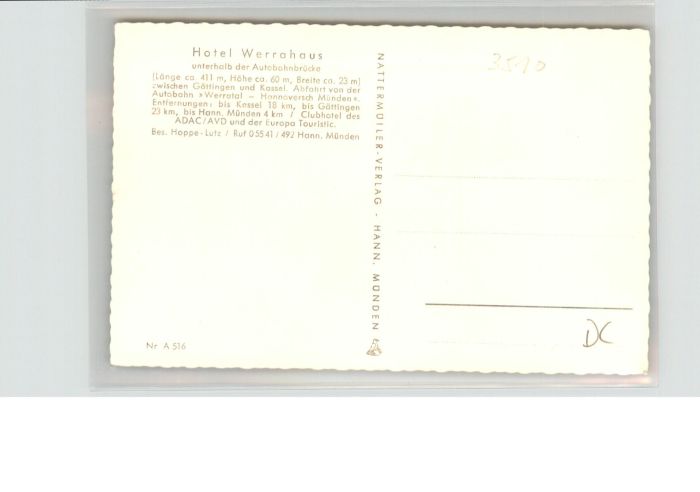 Hotel Werrahaus
unterhalb der Autobahnbrücke
(Länge ca. 411 m, Höhe ca. 60 m, Breite ca. 23 m)
zwischen Göttingen und Kassel. Abfahrt von der
Autobahn »Werratal — Hannoversch Münden«.
Entfernungen: bis Kassel 18 km, bis Göttingen
23 km, bis Hann. Münden 4 km / Clubhotel des
ADAC/AVD und der Europa Touristic.
Bes. Hoppe-Lutz / Ruf 05541/492 Hann. Münden
Nr. A 516
NATTERMÜLLER-VERLAG - HANN. MÜNDEN
DC